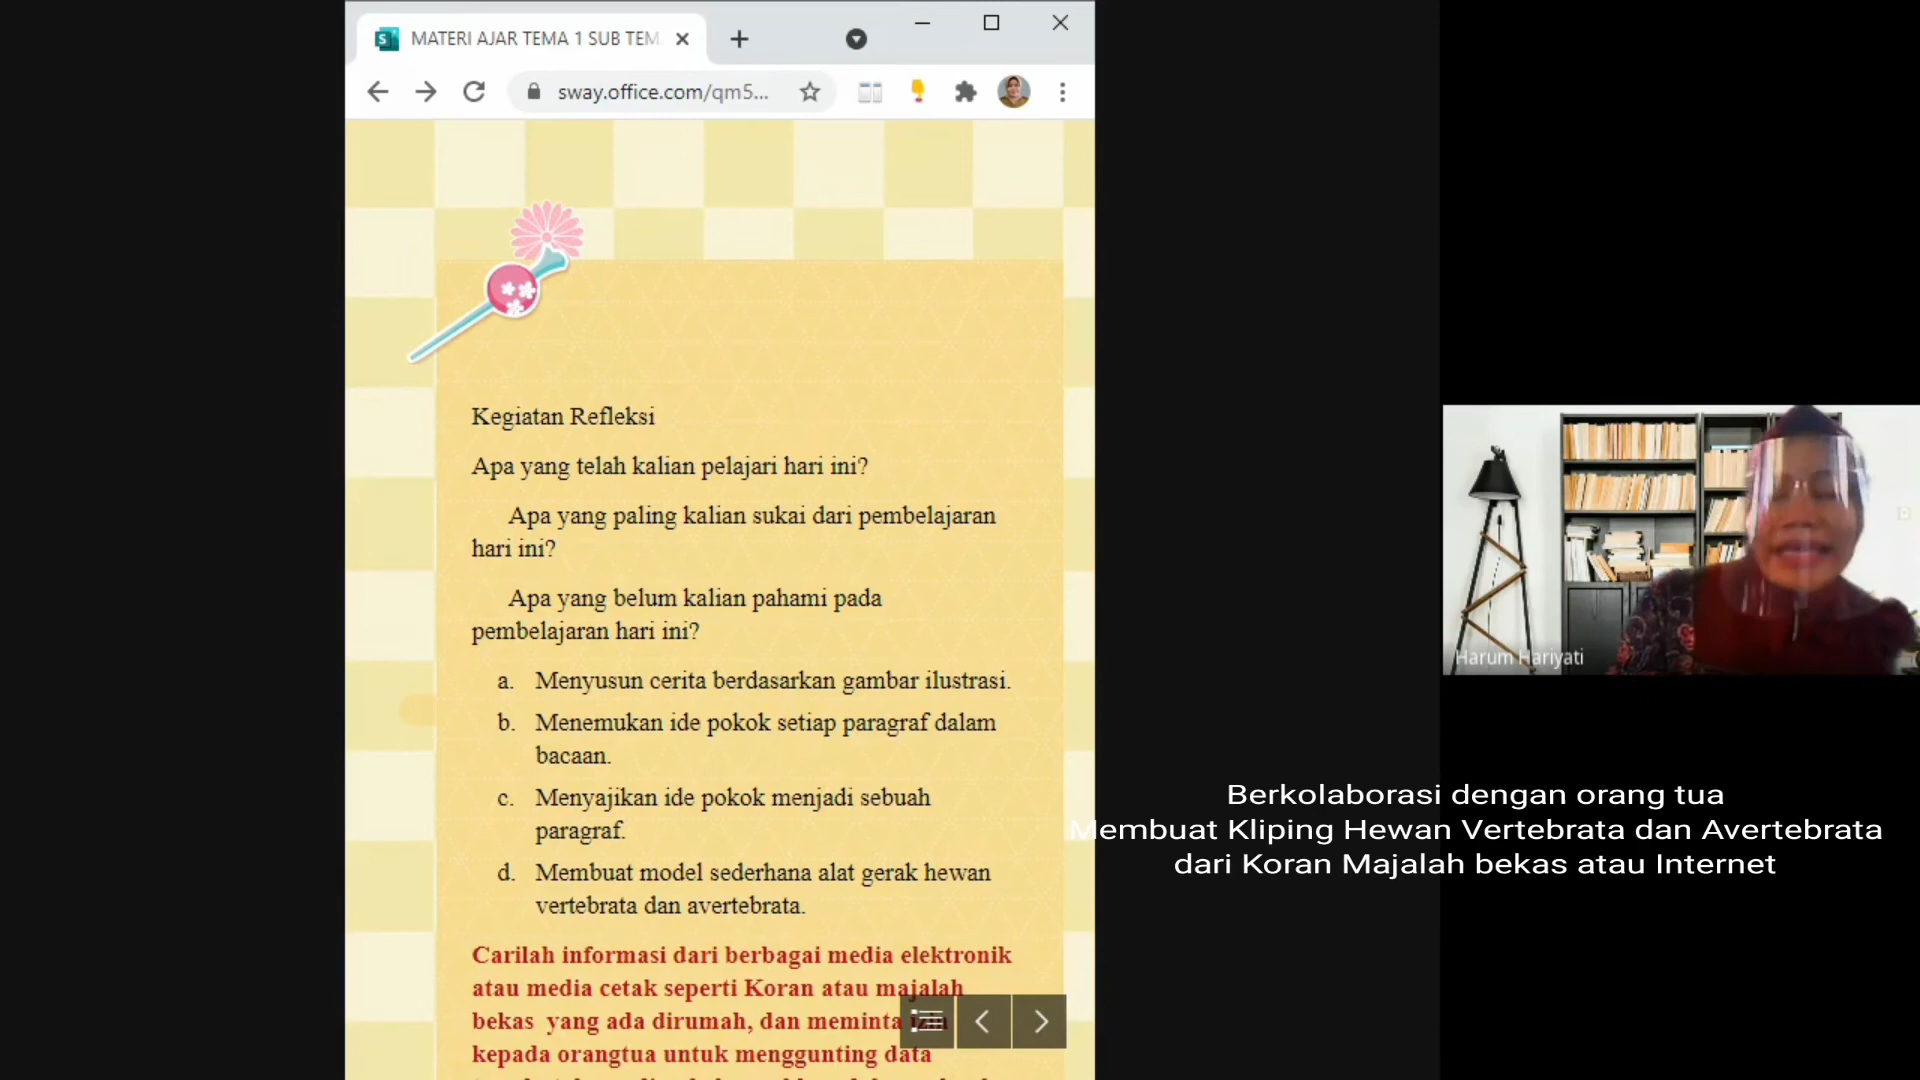 MATERI AJAR TEMA 1 SUB TEM
sway.office.com/qm5...
Kegiatan Refleksi
Apa yang telah kalian pelajari hari ini?
Apa yang paling kalian sukai dari pembelajaran
hari ini?
Apa yang belum kalian pahami pada
pembelajaran hari ini?
a. Menyusun cerita berdasarkan gambar ilustrasi.
b. Menemukan ide pokok setiap paragraf dalam
bacaan.
c. Menyajikan ide pokok menjadi sebuah
paragraf.
d. Membuat model sederhana alat gerak hewan
vertebrata dan avertebrata.
Carilah informasi dari berbagai media elektronik
atau media cetak seperti Koran atau majalah
bekas yang ada dirumah, dan meminta izin
kepada orangtua untuk menggunting data
Harum Hariyati
Berkolaborasi dengan orang tua
Membuat Kliping Hewan Vertebrata dan Avertebrata
dari Koran Majalah bekas atau Internet